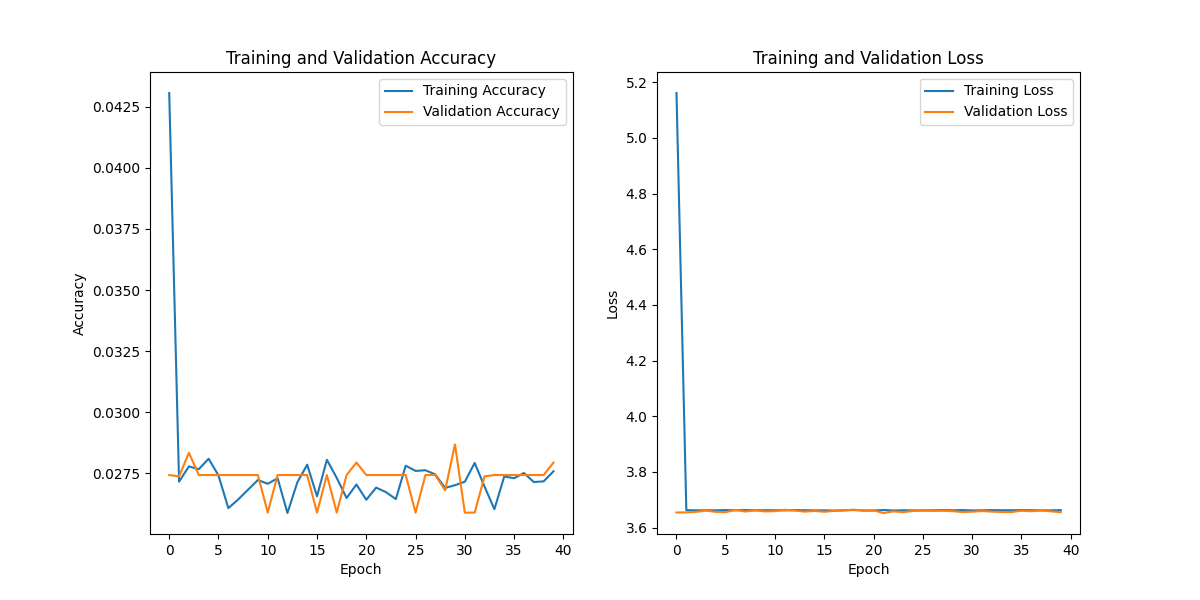 Training and Validation Accuracy
Training Accuracy
Validation Accuracy
0.0425
0.0400
0.0375
0.0350
0.0325
0.0300
0.0275
Accuracy
0 5 10 15 20 25 30 35 40
Epoch
Training and Validation Loss
Training Loss
Validation Loss
5.2
5.0
4.8
4.6
4.4
4.2
4.0
3.8
3.6
Loss
0 5 10 15 20 25 30 35 40
Epoch